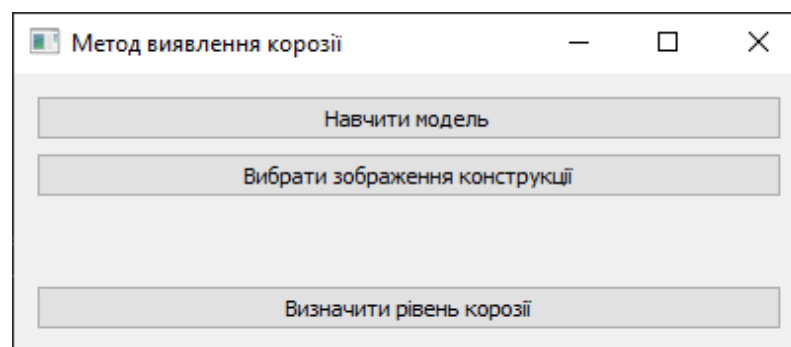 Метод виявлення корозії
Навчити модель
Вибрати зображення конструкції
Визначити рівень корозії